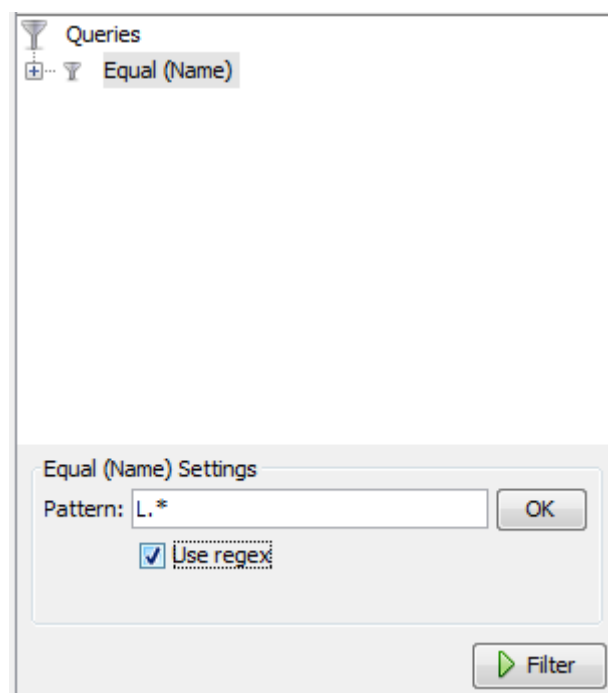 Queries
Equal (Name)
Equal (Name) Settings
Pattern: L.* OK
Use regex
Filter